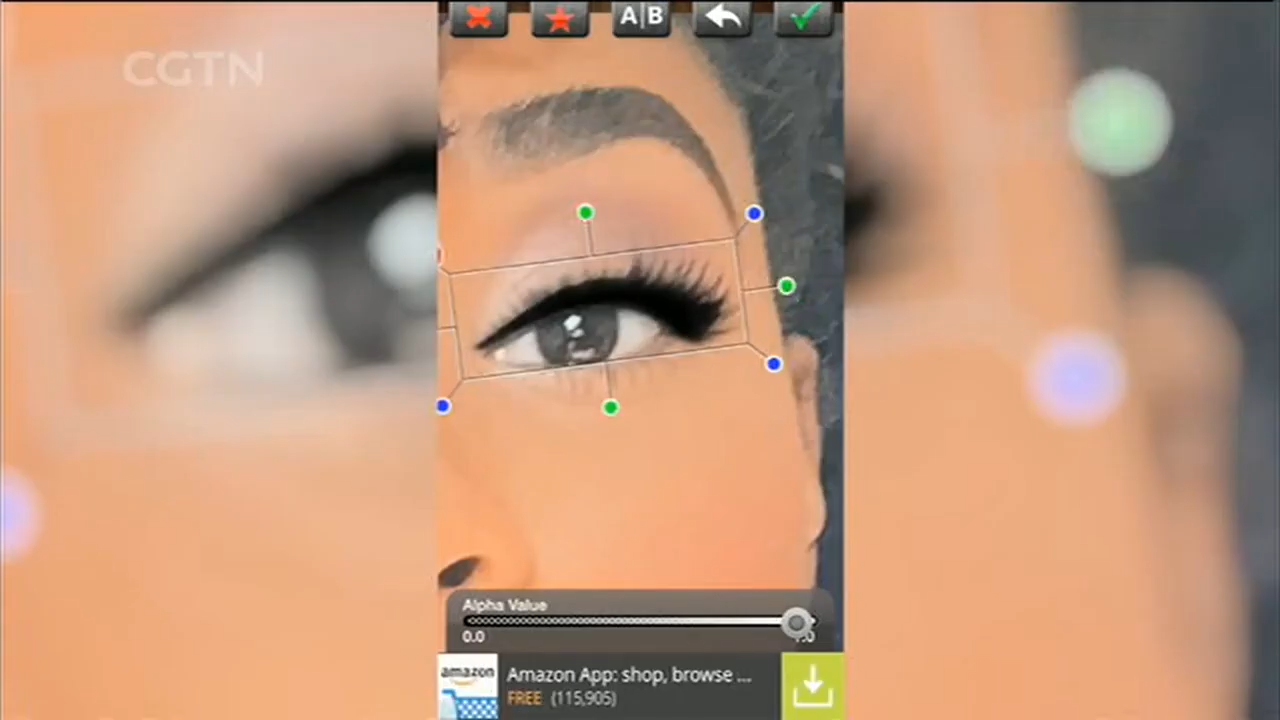 CGTN
A|B
Alpha Value
0.0
amazon
Amazon App: shop, browse ...
FREE (115,905)